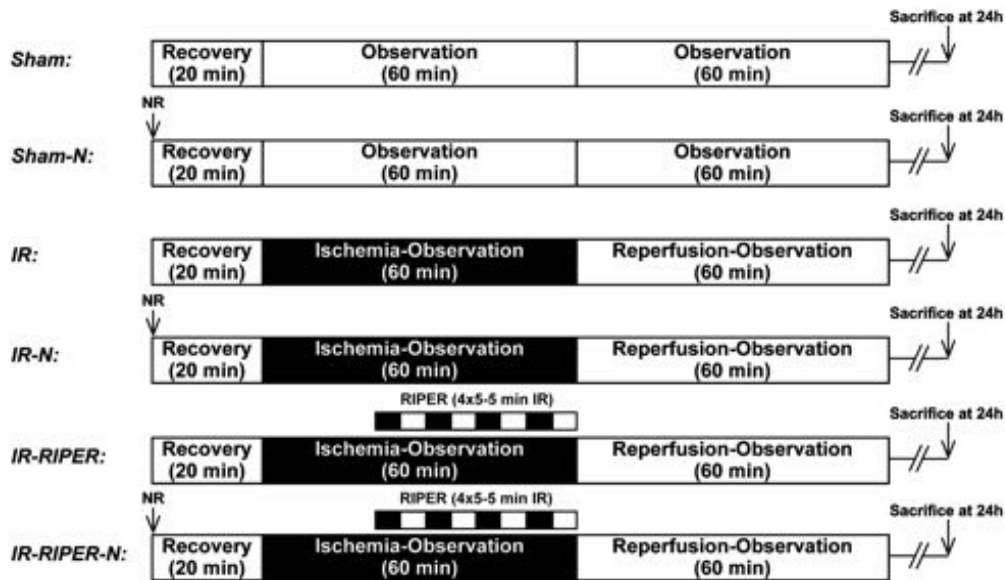 Sacrifice at 24h
Sham:
Recovery (20 min)
Observation (60 min)
Observation (60 min)
NR
Sacrifice at 24h
Sham-N:
Recovery (20 min)
Observation (60 min)
Observation (60 min)
Sacrifice at 24h
IR:
Recovery (20 min)
Ischemia-Observation (60 min)
Reperfusion-Observation (60 min)
NR
Sacrifice at 24h
IR-N:
Recovery (20 min)
Ischemia-Observation (60 min)
Reperfusion-Observation (60 min)
RIPER (4x5-5 min IR)
Sacrifice at 24h
IR-RIPER:
Recovery (20 min)
Ischemia-Observation (60 min)
Reperfusion-Observation (60 min)
NR
RIPER (4x5-5 min IR)
Sacrifice at 24h
IR-RIPER-N:
Recovery (20 min)
Ischemia-Observation (60 min)
Reperfusion-Observation (60 min)